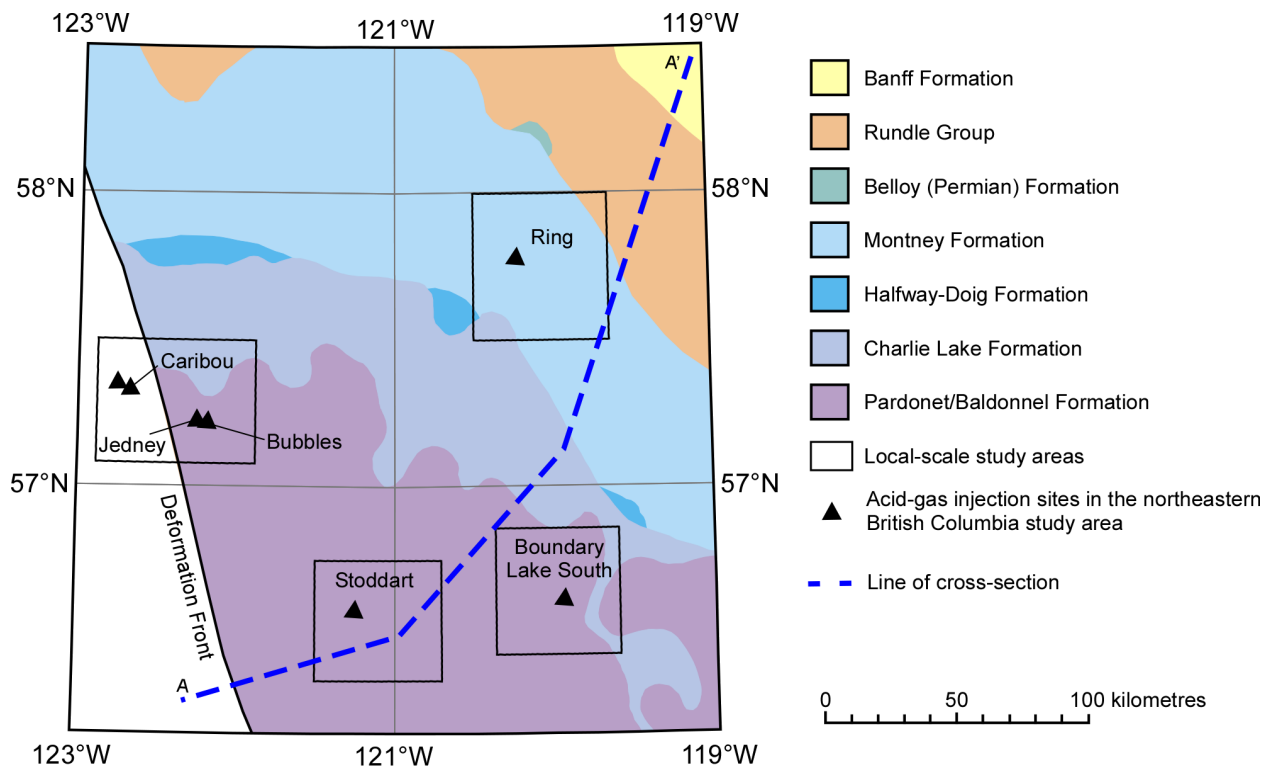 123°W
121°W
119°W
A'
58°N
58°N
Ring
Caribou
Jedney
Bubbles
57°N
57°N
Deformation Front
Boundary
Lake South
Stoddart
A
123°W
121°W
119°W
Banff Formation
Rundle Group
Belloy (Permian) Formation
Montney Formation
Halfway-Doig Formation
Charlie Lake Formation
Pardonet/Baldonnel Formation
Local-scale study areas
Acid-gas injection sites in the northeastern
British Columbia study area
Line of cross-section
0 50 100 kilometres